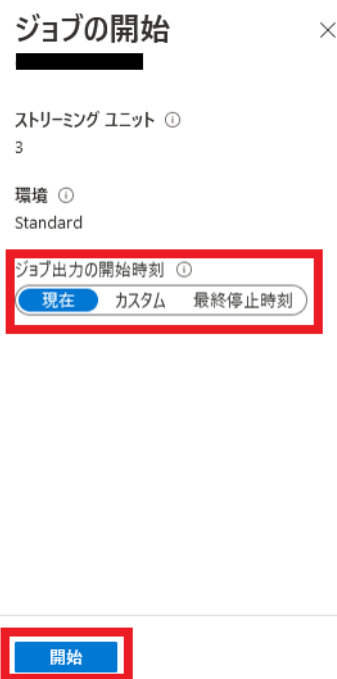 ジョブの開始
ストリーミング ユニット
3
環境
Standard
ジョブ出力の開始時刻
現在 カスタム 最終停止時刻
開始